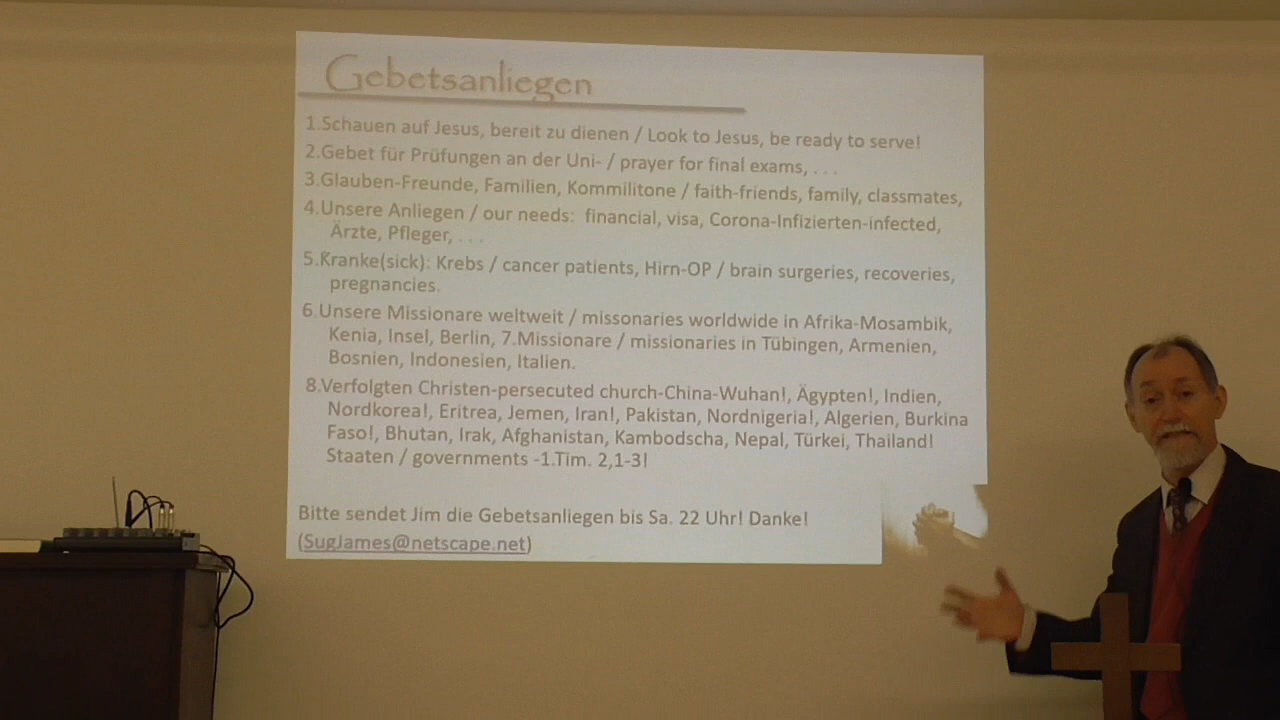 Gebetsanliegen
1.Schauen auf Jesus, bereit zu dienen / Look to Jesus, be ready to serve!
2.Gebet für Prüfungen an der Uni- / prayer for final exams, . . .
3.Glauben-Freunde, Familien, Kommilitone / faith-friends, family, classmates,
4.Unsere Anliegen / our needs: financial, visa, Corona-Infizierten-infected,
Ärzte, Pfleger, . . .
5.Kranke(sick): Krebs / cancer patients, Hirn-OP / brain surgeries, recoveries,
pregnancies.
6.Unsere Missionare weltweit / missonaries worldwide in Afrika-Mosambik,
Kenia, Insel, Berlin, 7.Missionare / missionaries in Tübingen, Armenien,
Bosnien, Indonesien, Italien.
8.Verfolgten Christen-persecuted church-China-Wuhan!, Ägypten!, Indien,
Nordkorea!, Eritrea, Jemen, Iran!, Pakistan, Nordnigeria!, Algerien, Burkina
Faso!, Bhutan, Irak, Afghanistan, Kambodscha, Nepal, Türkei, Thailand!
Staaten / governments -1.Tim. 2,1-3!
Bitte sendet Jim die Gebetsanliegen bis Sa. 22 Uhr! Danke!
(SugJames@netscape.net)